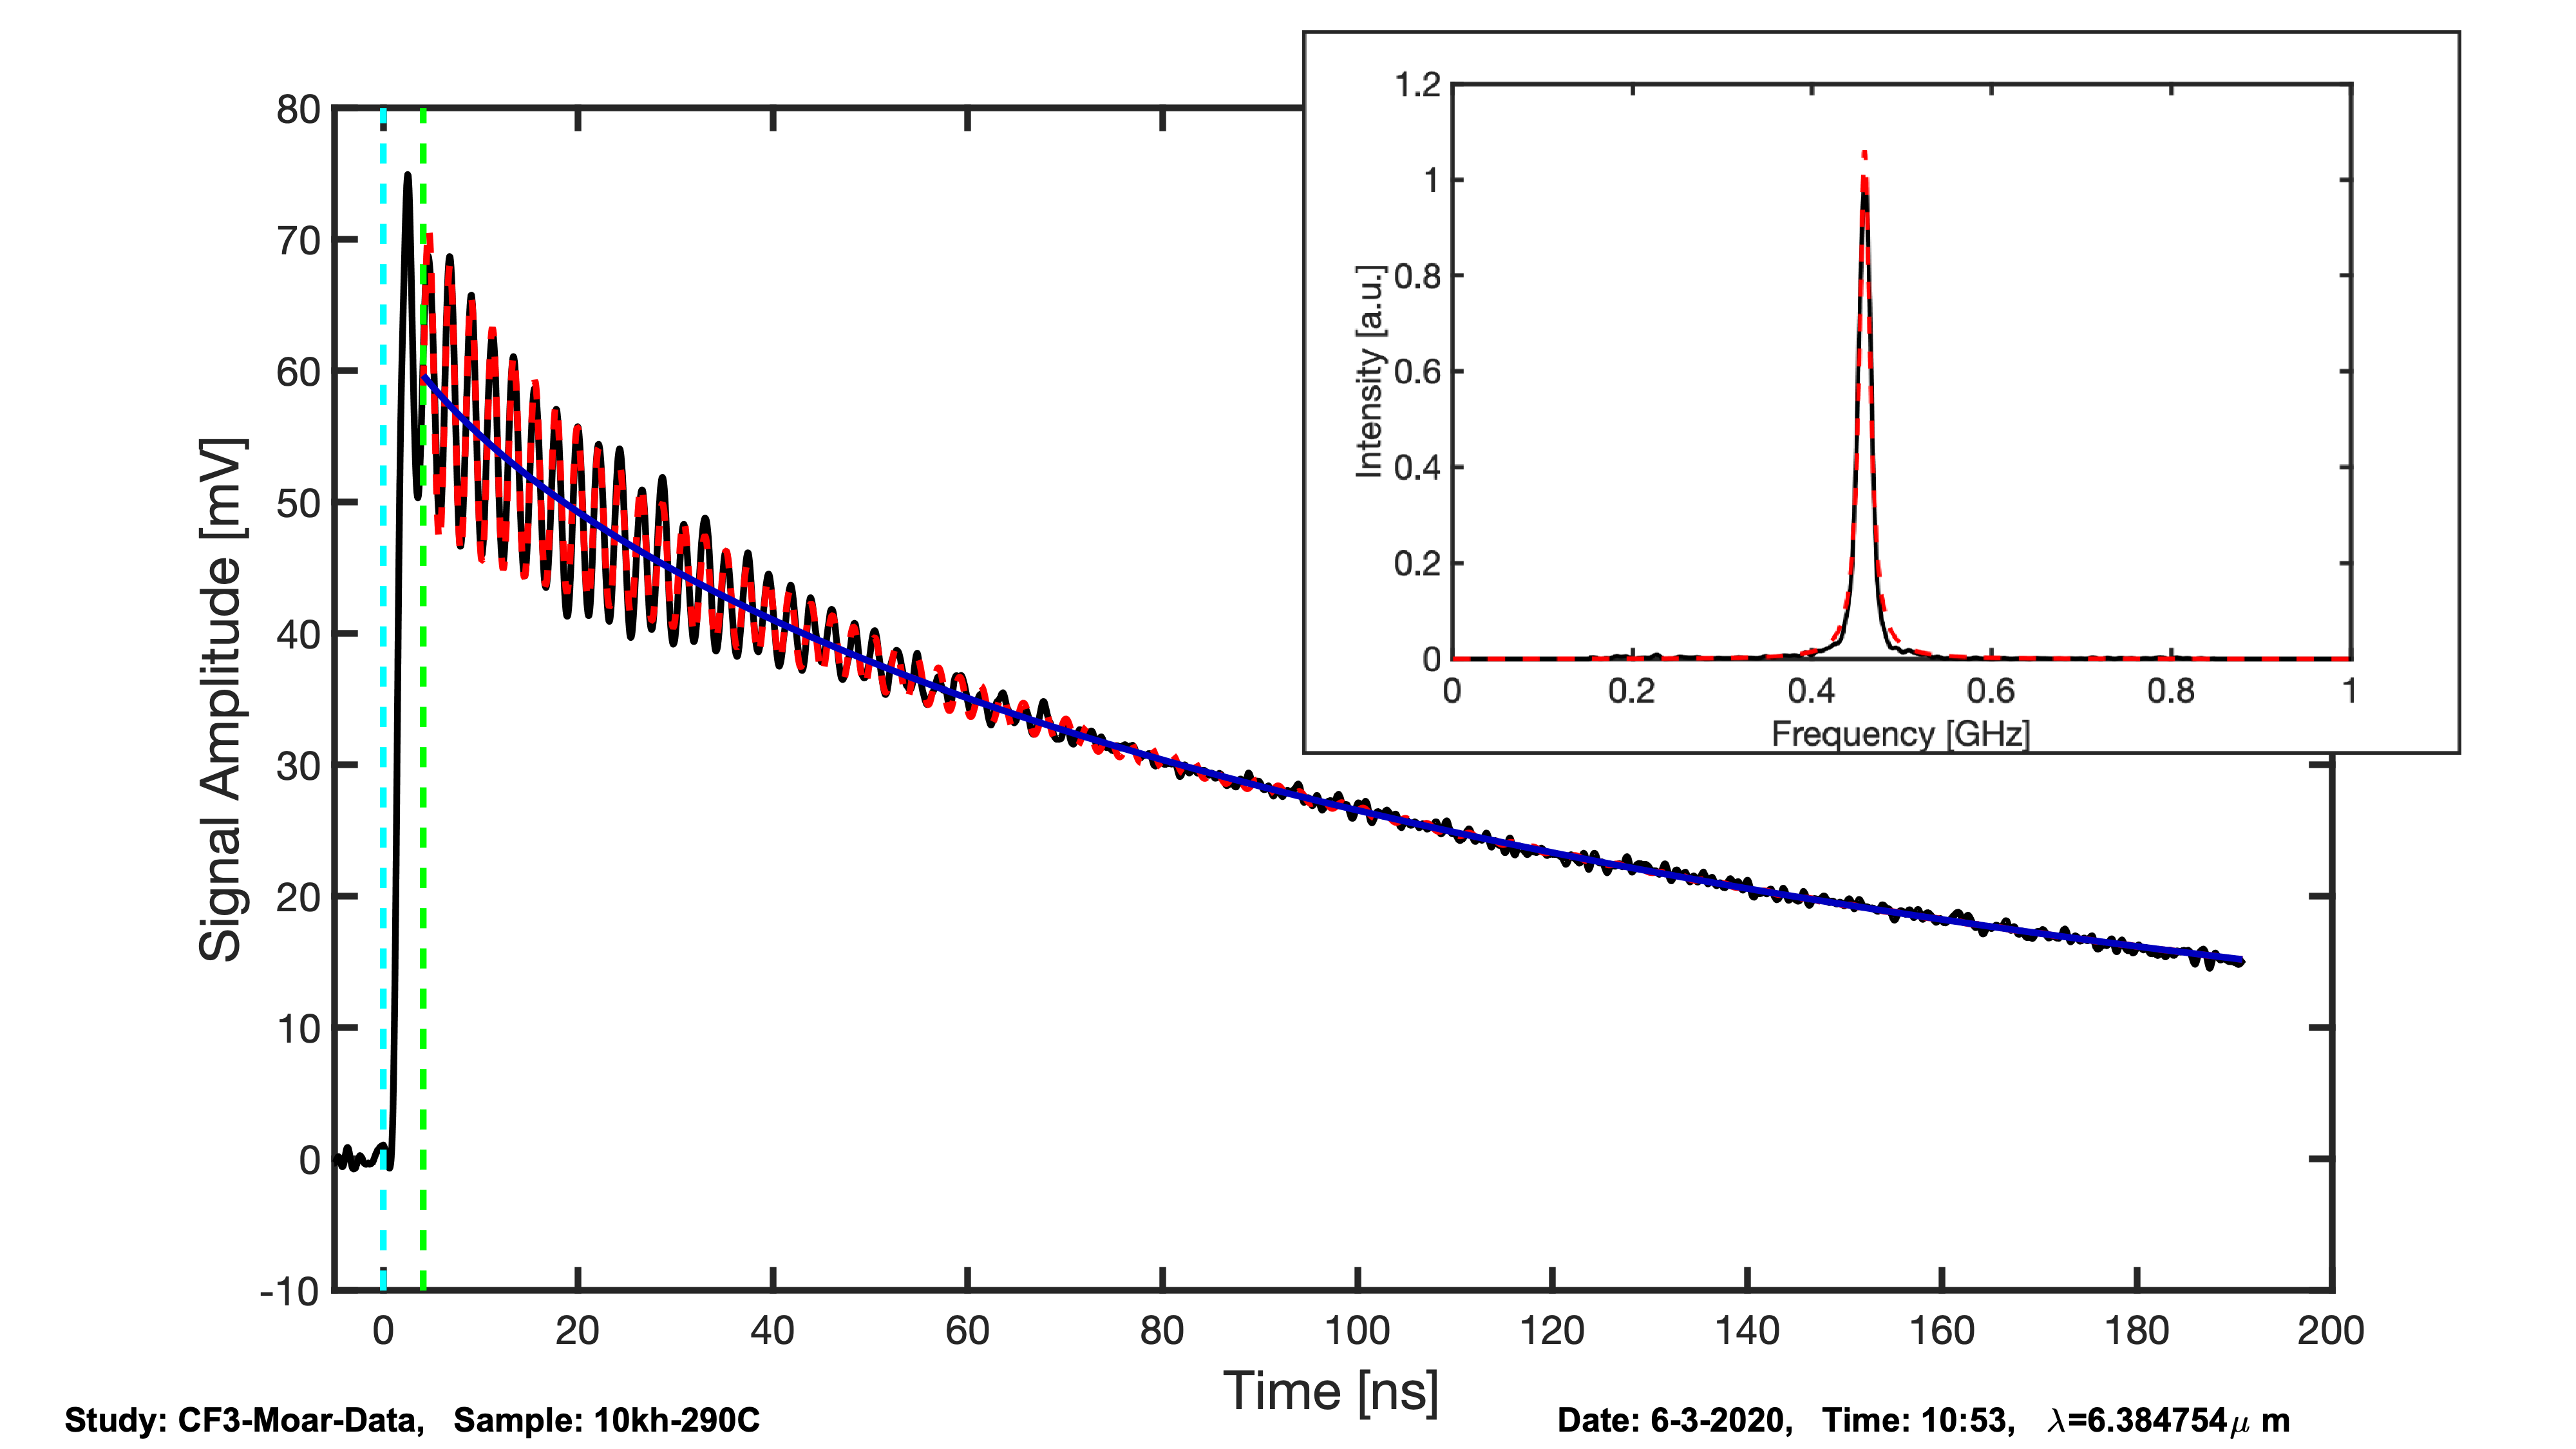 1.2
1
0.8
0.6
0.4
0.2
0
Intensity [a.u.]
0 0.2 0.4 0.6 0.8 1
Frequency [GHz]
80
70
60
50
40
30
20
10
0
-10
Signal Amplitude [mV]
0 20 40 60 80 100 120 140 160 180 200
Time [ns]
Study: CF3-Moar-Data, Sample: 10kh-290C
Date: 6-3-2020, Time: 10:53, λ=6.384754μ m